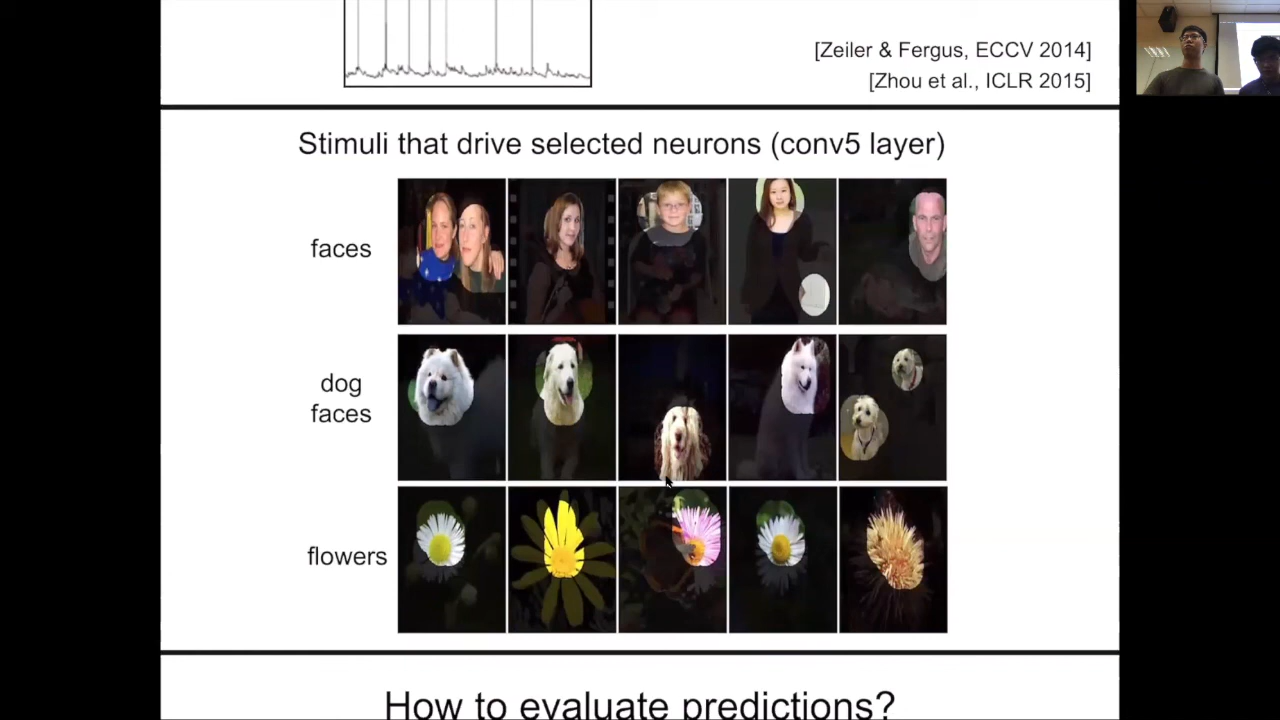 [Zeiler & Fergus, ECCV 2014]
[Zhou et al., ICLR 2015]
Stimuli that drive selected neurons (conv5 layer)
faces
dog
faces
flowers
How to evaluate predictions?